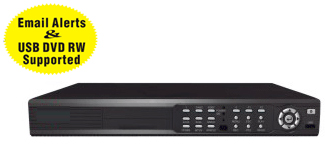 Email Alerts
&
USB DVD RW
Supported